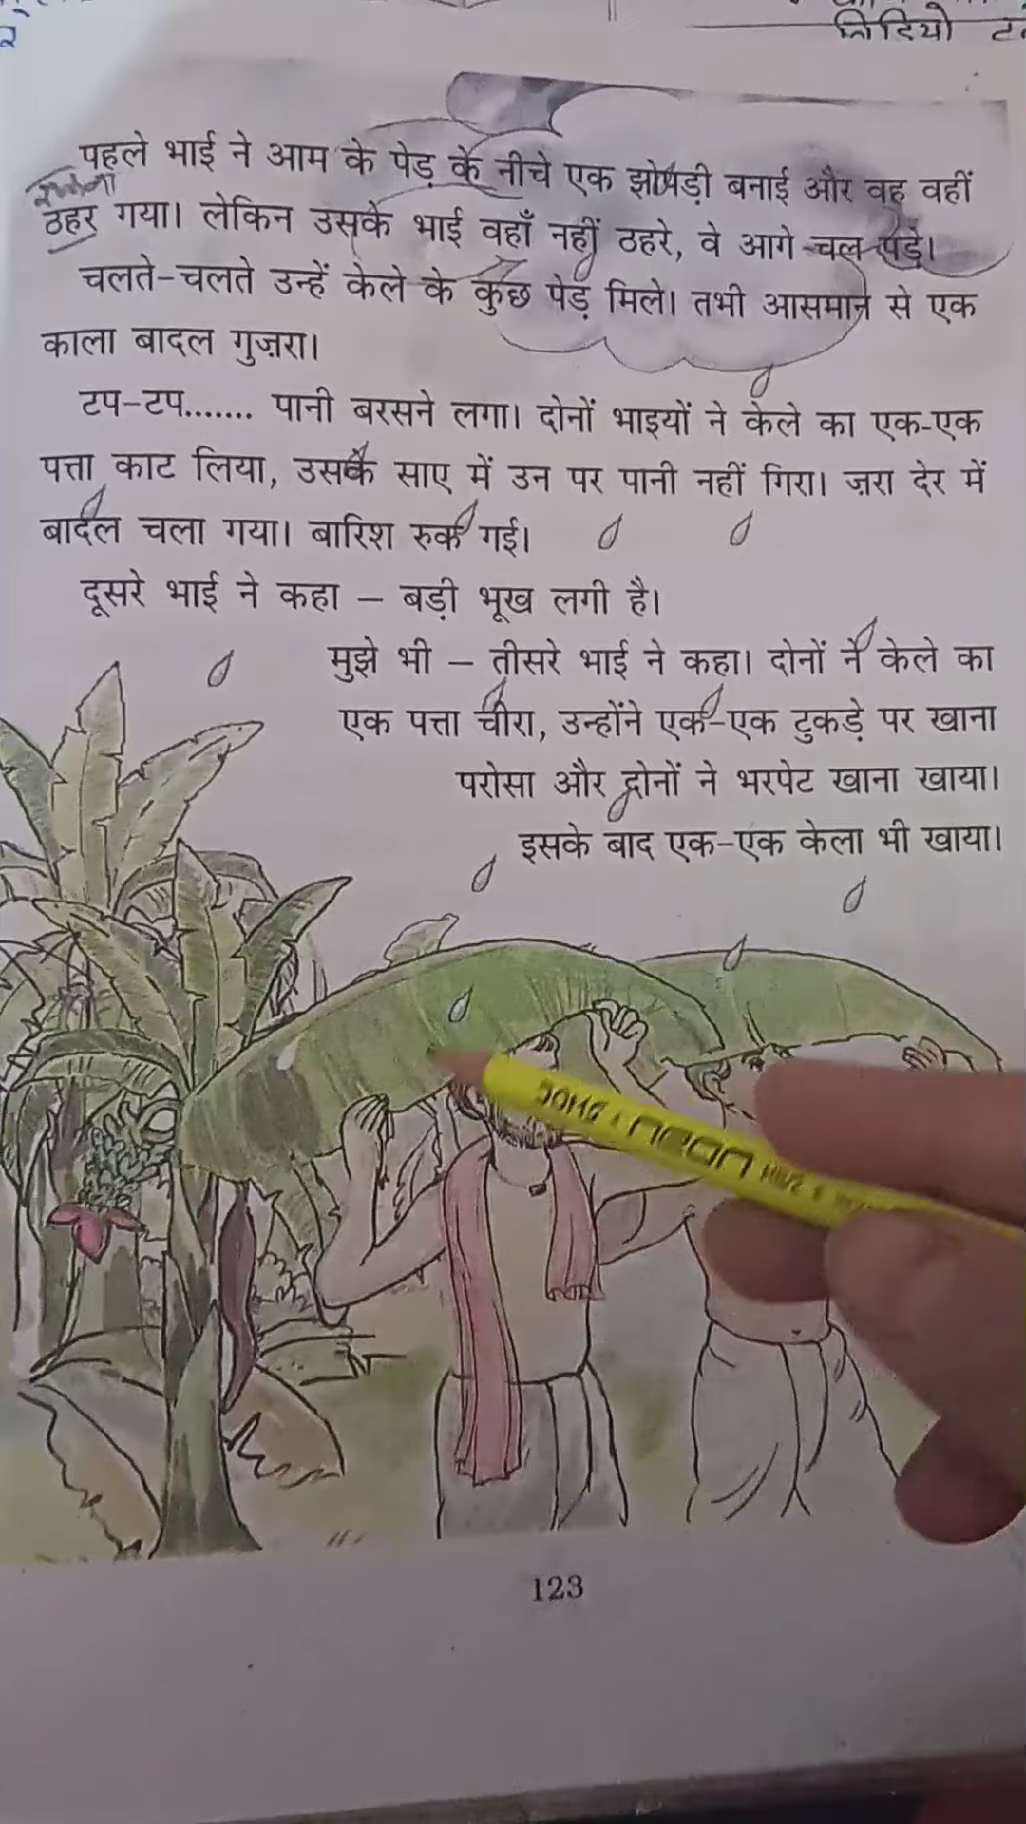 लिडियो
पहले भाई ने आम के पेड़ के नीचे एक झोंपड़ी बनाई और वह वहीं
ठहर गया। लेकिन उसके भाई वहाँ नहीं ठहरे, वे आगे चल पड़े।
चलते-चलते उन्हें केले के कुछ पेड़ मिले। तभी आसमान से एक
काला बादल गुज़रा।
टप-टप....... पानी बरसने लगा। दोनों भाइयों ने केले का एक-एक
पत्ता काट लिया, उसके साए में उन पर पानी नहीं गिरा। ज़रा देर में
बादल चला गया। बारिश रुक गई।
दूसरे भाई ने कहा – बड़ी भूख लगी है।
मुझे भी – तीसरे भाई ने कहा। दोनों ने केले का
एक पत्ता चीरा, उन्होंने एक-एक टुकड़े पर खाना
परोसा और दोनों ने भरपेट खाना खाया।
इसके बाद एक-एक केला भी खाया।
DOMS
123